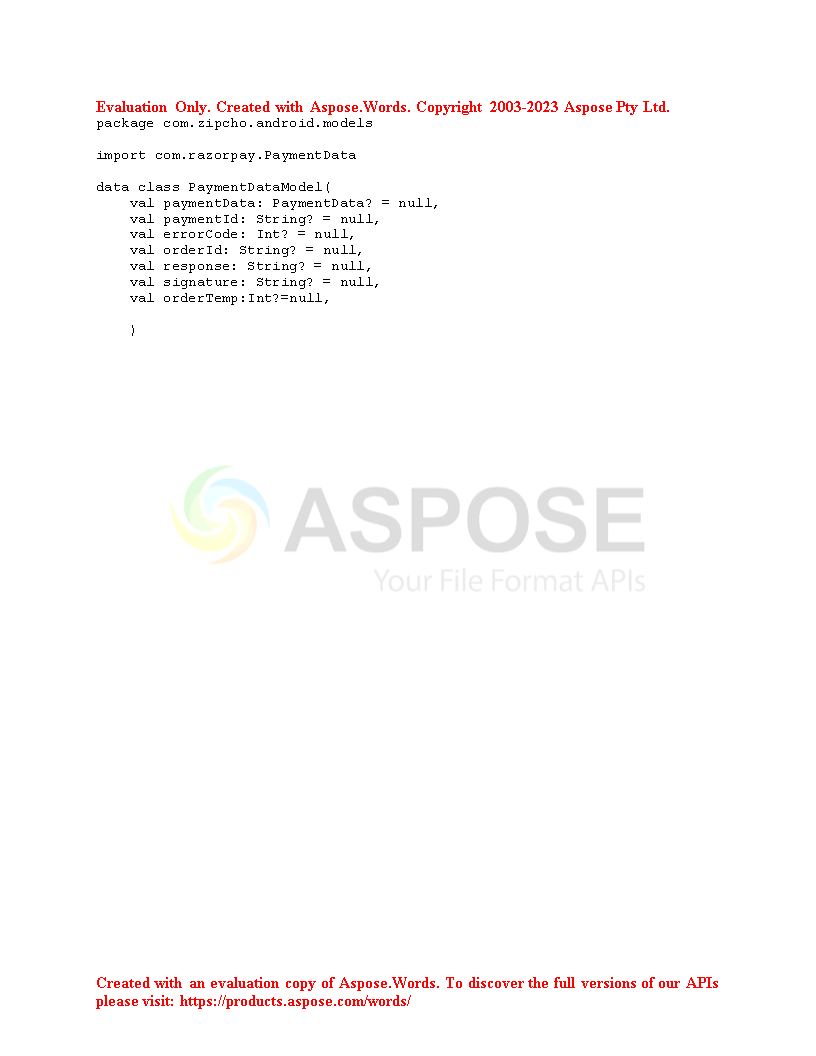 Evaluation Only. Created with Aspose.Words. Copyright 2003-2023 Aspose Pty Ltd.
package com.zipcho.android.models
import com.razorpay.PaymentData
data class PaymentDataModel(
    val paymentData: PaymentData? = null,
    val paymentId: String? = null,
    val errorCode: Int? = null,
    val orderId: String? = null,
    val response: String? = null,
    val signature: String? = null,
    val orderTemp:Int?=null,
    )
ASPOSE
Your File Format APIs
Created with an evaluation copy of Aspose.Words. To discover the full versions of our APIs
please visit: https://products.aspose.com/words/